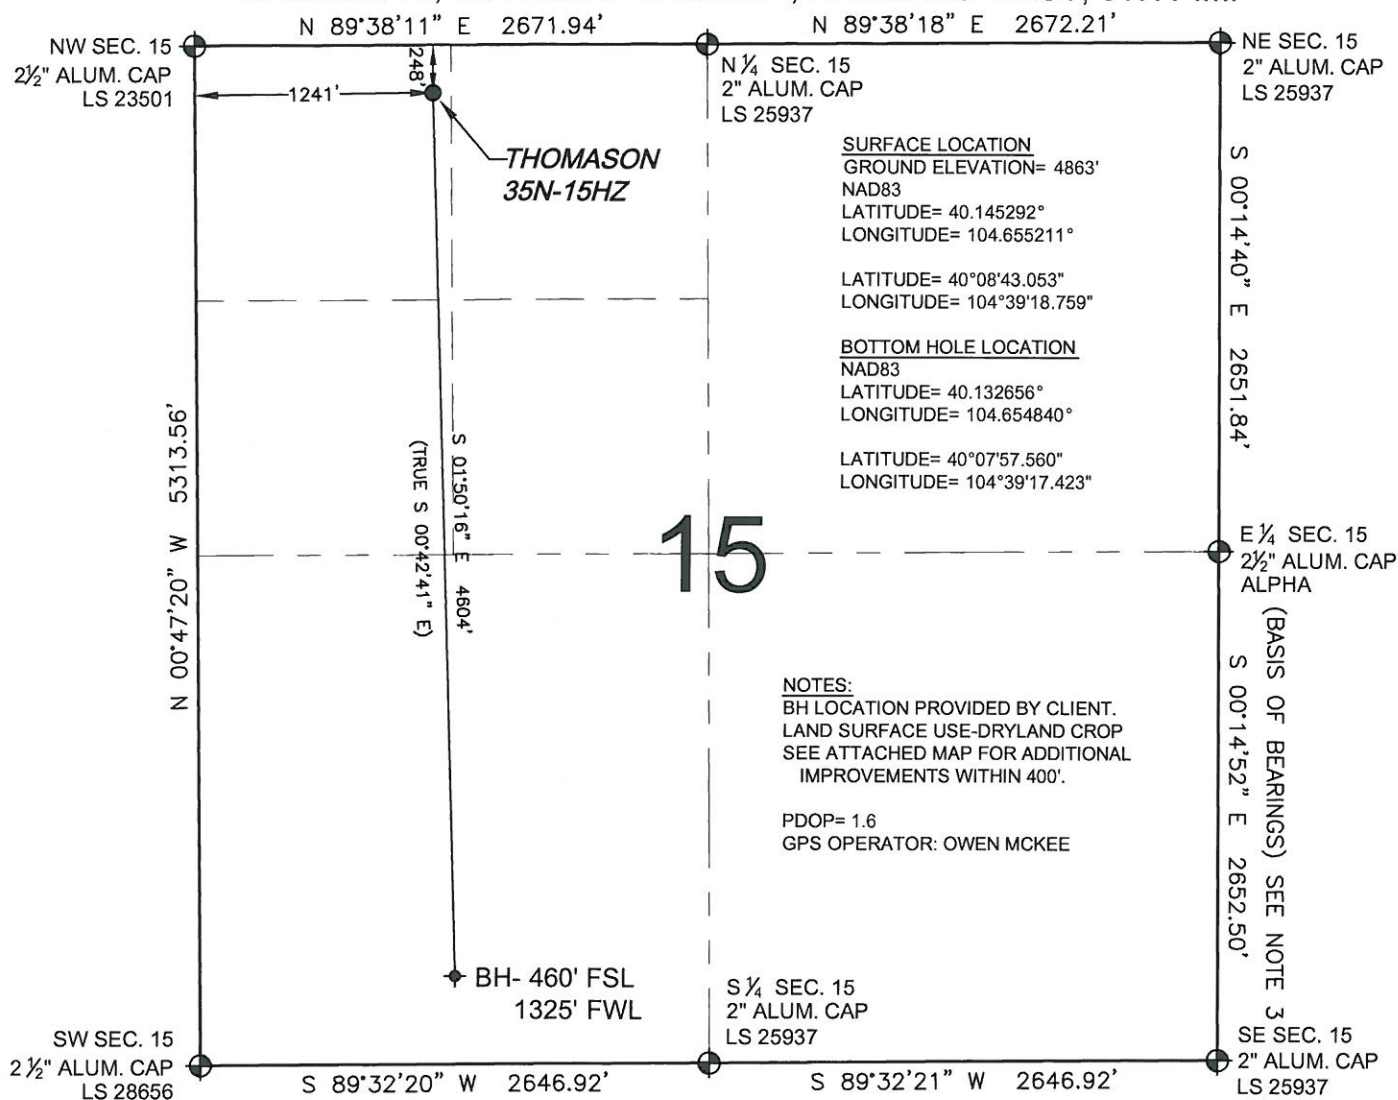 N 89°38'11" E 2671.94'
N 89°38'18" E 2672.21'
NW SEC. 15
2½" ALUM. CAP
LS 23501
N ¼ SEC. 15
2" ALUM. CAP
LS 25937
NE SEC. 15
2" ALUM. CAP
LS 25937
248'
1241'
THOMASON
35N-15HZ
SURFACE LOCATION
GROUND ELEVATION= 4863'
NAD83
LATITUDE= 40.145292°
LONGITUDE= 104.655211°
LATITUDE= 40°08'43.053"
LONGITUDE= 104°39'18.759"
BOTTOM HOLE LOCATION
NAD83
LATITUDE= 40.132656°
LONGITUDE= 104.654840°
LATITUDE= 40°07'57.560"
LONGITUDE= 104°39'17.423"
S 00°14'40" E 2651.84'
N 00°47'20" W 5313.56'
S 01°50'16" E 4604'
(TRUE S 00°42'41" E)
15
E ¼ SEC. 15
2½" ALUM. CAP
ALPHA
NOTES:
BH LOCATION PROVIDED BY CLIENT.
LAND SURFACE USE-DRYLAND CROP
SEE ATTACHED MAP FOR ADDITIONAL
IMPROVEMENTS WITHIN 400'.
PDOP= 1.6
GPS OPERATOR: OWEN MCKEE
S 00°14'52" E 2652.50'
(BASIS OF BEARINGS) SEE NOTE 3
BH- 460' FSL
1325' FWL
SW SEC. 15
2 ½" ALUM. CAP
LS 28656
S ¼ SEC. 15
2" ALUM. CAP
LS 25937
SE SEC. 15
2" ALUM. CAP
LS 25937
S 89°32'20" W 2646.92'
S 89°32'21" W 2646.92'